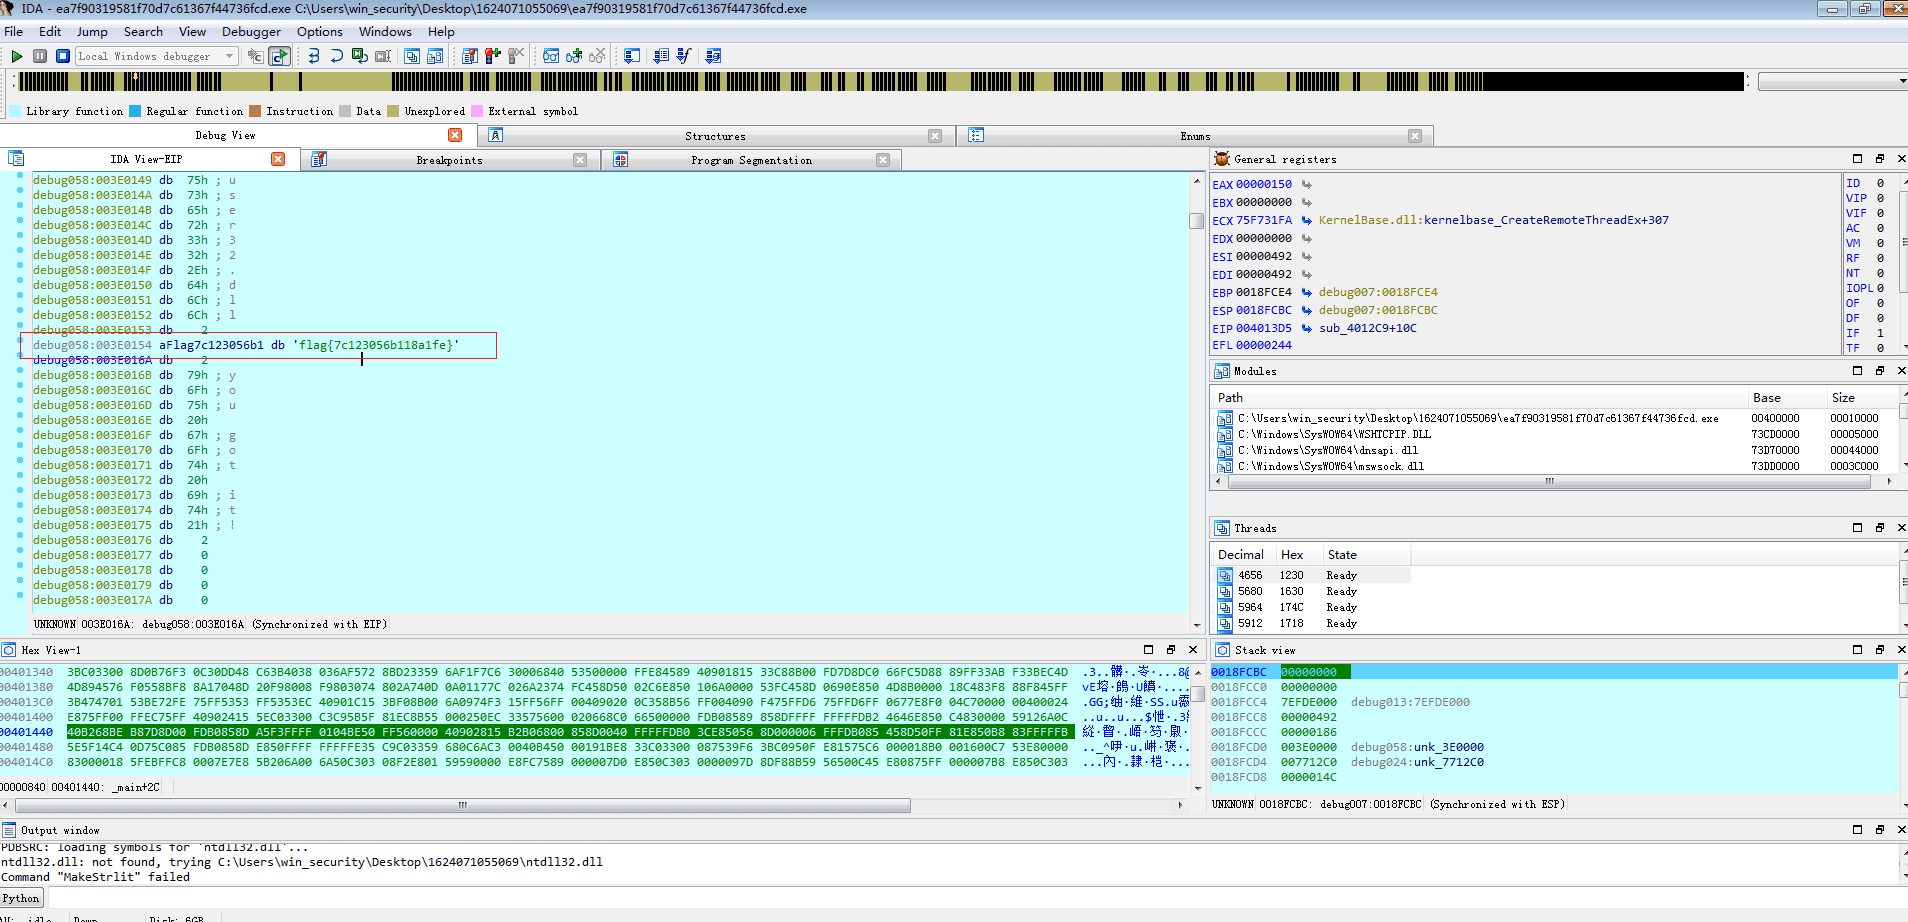 IDA - ea7f90319581f70d7c61367f44736fcd.exe C:\Users\win_security\Desktop\1624071055069\ea7f90319581f70d7c61367f44736fcd.exe
File Edit Jump Search View Debugger Options Windows Help
Local Windows debugger
Library function Regular function Instruction Data Unexplored External symbol
Debug View Structures Enums
IDA View-EIP Breakpoints Program Segmentation
debug058:003E0149 db 75h ; u
debug058:003E014A db 73h ; s
debug058:003E014B db 65h ; e
debug058:003E014C db 72h ; r
debug058:003E014D db 33h ; 3
debug058:003E014E db 32h ; 2
debug058:003E014F db 2Eh ; .
debug058:003E0150 db 64h ; d
debug058:003E0151 db 6Ch ; l
debug058:003E0152 db 6Ch ; l
debug058:003E0153 db 2
debug058:003E0154 aFlag7c123056b1 db 'flag{7c123056b118a1fe}'
debug058:003E016A db 2
debug058:003E016B db 79h ; y
debug058:003E016C db 6Fh ; o
debug058:003E016D db 75h ; u
debug058:003E016E db 20h
debug058:003E016F db 67h ; g
debug058:003E0170 db 6Fh ; o
debug058:003E0171 db 74h ; t
debug058:003E0172 db 20h
debug058:003E0173 db 69h ; i
debug058:003E0174 db 74h ; t
debug058:003E0175 db 21h ; !
debug058:003E0176 db 2
debug058:003E0177 db 0
debug058:003E0178 db 0
debug058:003E0179 db 0
debug058:003E017A db 0
UNKNOWN 003E016A: debug058:003E016A (Synchronized with EIP)
General registers
EAX 00000150
EBX 00000000
ECX 75F731FA KernelBase.dll:kernelbase_CreateRemoteThreadEx+307
EDX 00000000
ESI 00000492
EDI 00000492
EBP 0018FCE4 debug007:0018FCE4
ESP 0018FCBC debug007:0018FCBC
EIP 004013D5 sub_4012C9+10C
EFL 00000244
ID 0
VIP 0
VIF 0
AC 0
VM 0
RF 0
NT 0
IOPL 0
OF 0
DF 0
IF 1
TF 0
Modules
Path Base Size
C:\Users\win_security\Desktop\1624071055069\ea7f90319581f70d7c61367f44736fcd.exe 00400000 00010000
C:\Windows\SysWOW64\WSHTCPIP.DLL 73CD0000 00005000
C:\Windows\SysWOW64\dnsapi.dll 73D70000 00044000
C:\Windows\SysWOW64\mswsock.dll 73DD0000 0003C000
Threads
Decimal Hex State
4656 1230 Ready
5680 1630 Ready
5964 174C Ready
5912 1718 Ready
Hex View-1
00401340 3BC03300 8D0B76F3 0C30DD48 C63B4038 036AF572 8BD23359 6AF1F7C6 30006840 53500000 FFE84589 40901815 33C88B00 FD7D8DC0 66FC5D88 89FF33AB F33BEC4D
00401380 4D894576 F0558BF8 8A17048D 20F98008 F9803074 802A740D 0A01177C 026A2374 FC458D50 02C6E850 106A0000 53FC458D 0690E850 4D8B0000 18C483F8 88F845FF
004013C0 3B474701 53BE72FE 75FF5353 FF5353EC 40901C15 3BF08B00 6A0974F3 15FF56FF 00409020 0C358B56 FF004090 F475FFD6 75FFD6FF 0677E8F0 04C70000 00400024
00401400 E875FF00 FFEC75FF 40902415 5EC03300 C3C95B5F 81EC8B55 000250EC 33575600 020668C0 66500000 FDB08589 858DFFFF FFFFFDB2 4646E850 C4830000 59126A0C
00401440 40B268BE B87D8D00 FDB0858D A5F3FFFF 0104BE50 FF560000 40902815 B2B06800 858D0040 FFFFFDB0 3CE85056 8D000006 FFFDB085 458D50FF 81E850B8 83FFFFFB
00401480 5E5F14C4 0D75C085 FDB0858D E850FFFF FFFFFE35 C9C03359 680C6AC3 0040B450 00191BE8 33C03300 087539F6 3BC0950F E81575C6 000018B0 001600C7 53E80000
004014C0 83000018 5FEBFFC8 0007E7E8 5B206A00 6A50C303 08F2E801 59590000 E8FC7589 000007D0 E850C303 0000097D 8DF88B59 56500C45 E80875FF 000007B8 E850C303
00000840 00401440: _main+2C
Stack view
0018FCBC 00000000
0018FCC0 00000000
0018FCC4 7EFDE000 debug013:7EFDE000
0018FCC8 00000492
0018FCCC 00000186
0018FCD0 003E0000 debug058:unk_3E0000
0018FCD4 007712C0 debug024:unk_7712C0
0018FCD8 0000014C
UNKNOWN 0018FCBC: debug007:0018FCBC (Synchronized with ESP)
Output window
PDBSRC: loading symbols for 'ntdll32.dll'...
ntdll32.dll: not found, trying C:\Users\win_security\Desktop\1624071055069\ntdll32.dll
Command "MakeStrlit" failed
Python
AU: idle Down Disk: 6GB